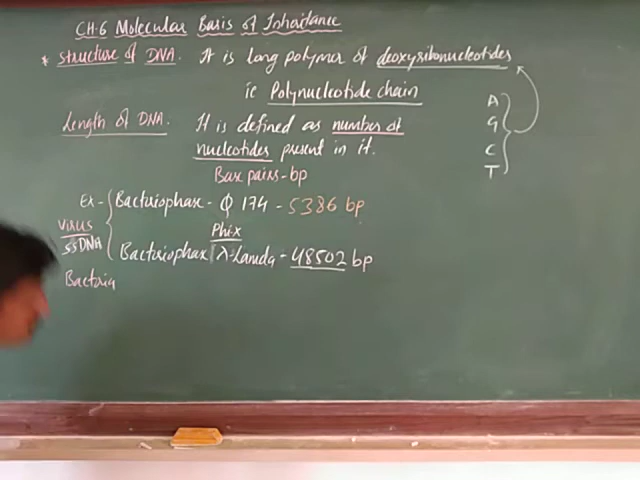 CH.6 Molecular Basis of Inheritance
* Structure of DNA. It is long polymer of deoxyribonucleotides
ie Polynucleotide chain
A
G
C
T
Length of DNA. It is defined as number of
nucleotides present in it.
Base pairs - bp
Ex - Bacteriophage - ϕ 174 - 5386 bp
Phix
Virus
ssDNA
Bacteriophage λ-Lamda - 48502 bp
Bacteria